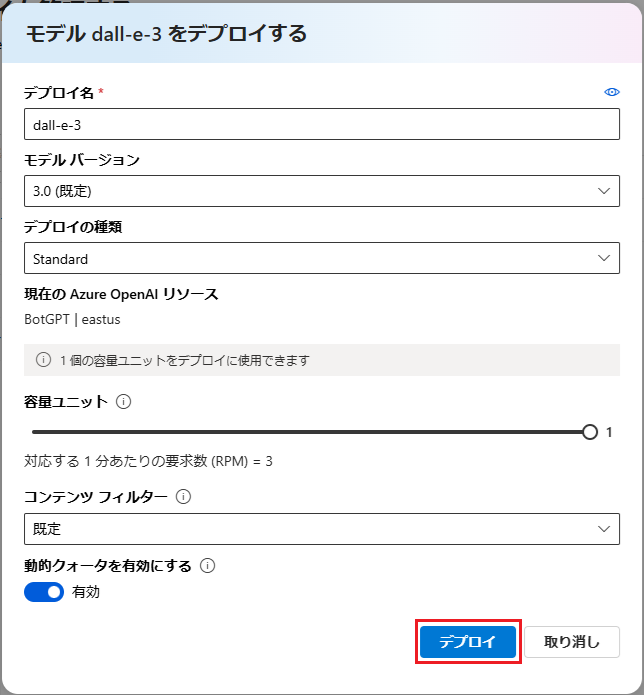 モデル dall-e-3 をデプロイする
デプロイ名 *
dall-e-3
モデル バージョン
3.0 (既定)
デプロイの種類
Standard
現在の Azure OpenAI リソース
BotGPT | eastus
1 個の容量ユニットをデプロイに使用できます
容量ユニット
1
対応する 1 分あたりの要求数 (RPM) = 3
コンテンツ フィルター
既定
動的クォータを有効にする
有効
デプロイ 取り消し